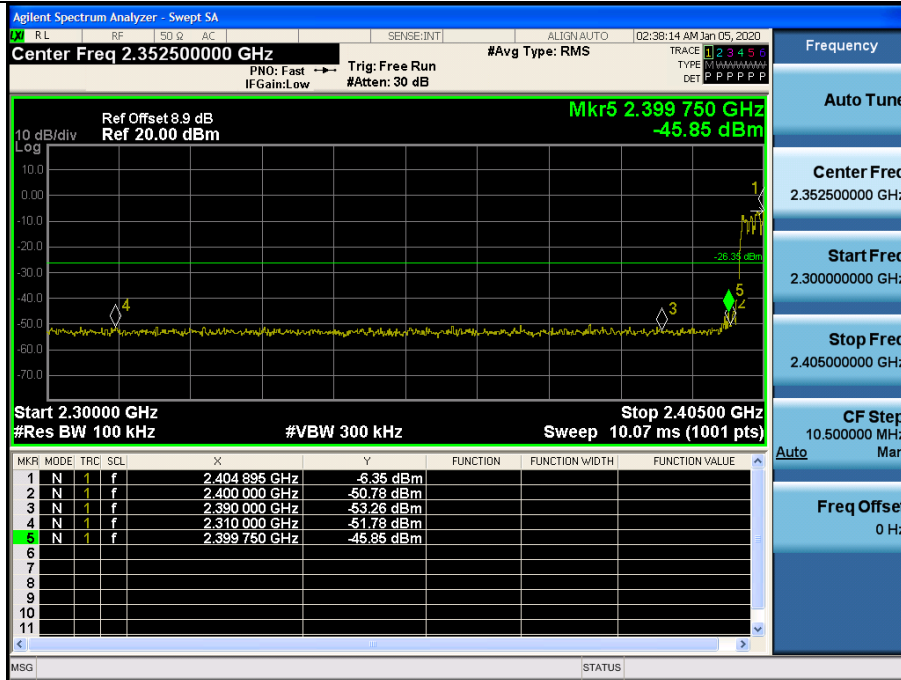 Agilent Spectrum Analyzer - Swept SA
LXI RL RF 50 Ω AC SENSE:INT ALIGN AUTO 02:38:14 AM Jan 05, 2020
Center Freq 2.352500000 GHz #Avg Type: RMS TRACE 1 2 3 4 5 6
PNO: Fast Trig: Free Run TYPE M WWWWW
IFGain:Low #Atten: 30 dB DET P P P P P P
Frequency
Auto Tune
Center Freq
2.352500000 GHz
Start Freq
2.300000000 GHz
Stop Freq
2.405000000 GHz
CF Step
10.500000 MHz
Auto Man
Freq Offset
0 Hz
Mkr5 2.399 750 GHz
-45.85 dBm
Ref Offset 8.9 dB
10 dB/div Ref 20.00 dBm
Log
10.0
0.00
-10.0
-20.0
-30.0
-40.0
-50.0
-60.0
-70.0
1
-26.35 dBm
5
4
3
2
Start 2.30000 GHz Stop 2.40500 GHz
#Res BW 100 kHz #VBW 300 kHz Sweep 10.07 ms (1001 pts)
MKR MODE TRC SCL X Y FUNCTION FUNCTION WIDTH FUNCTION VALUE
1 N 1 f 2.404 895 GHz -6.35 dBm
2 N 1 f 2.400 000 GHz -50.78 dBm
3 N 1 f 2.390 000 GHz -53.26 dBm
4 N 1 f 2.310 000 GHz -51.78 dBm
5 N 1 f 2.399 750 GHz -45.85 dBm
6
7
8
9
10
11
MSG STATUS